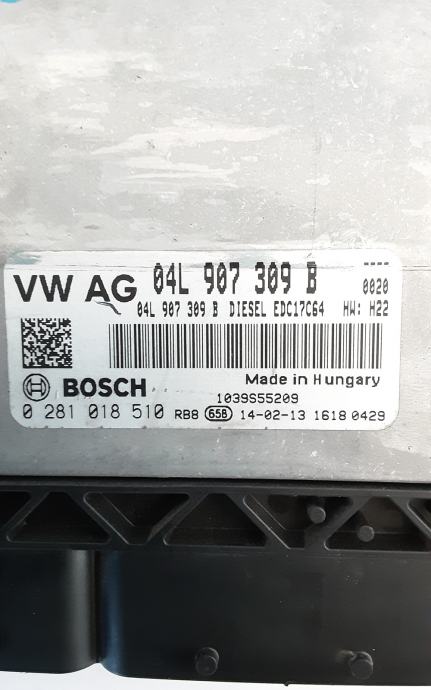 VW AG 04L 907 309 B 0020
04L 907 309 B DIESEL EDC17C64 HW: H22
Made in Hungary
BOSCH 1039S55209
0 281 018 510 RB8 65B 14-02-13 1618 0429